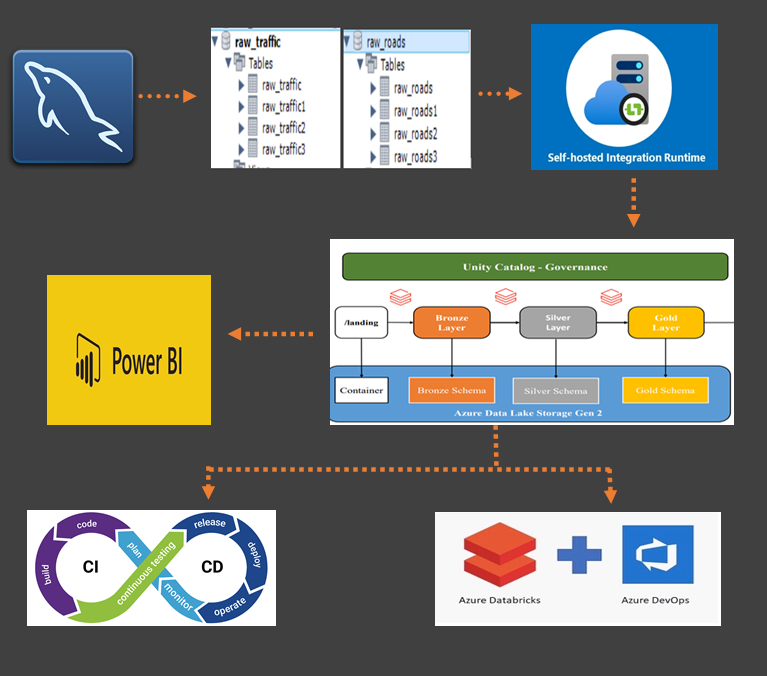 raw_traffic
Tables
raw_traffic
raw_traffic1
raw_traffic2
raw_traffic3
raw_roads
Tables
raw_roads
raw_roads1
raw_roads2
raw_roads3
Self-hosted Integration Runtime
Unity Catalog - Governance
/landing
Bronze
Layer
Silver
Layer
Gold
Layer
Container
Bronze Schema
Silver Schema
Gold Schema
Azure Data Lake Storage Gen 2
Power BI
code
build
plan
continuous testing
CI
release
deploy
operate
monitor
CD
Azure Databricks
Azure DevOps